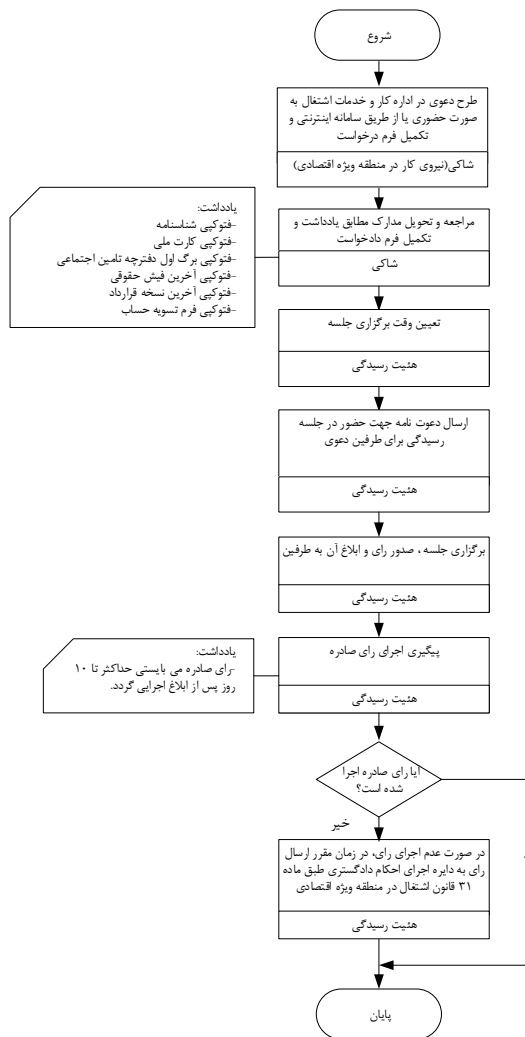 شروع
طرح دعوی در اداره کار و خدمات اشتغال به
صورت حضوری یا از طریق سامانه اینترنتی و
تکمیل فرم درخواست
شاکی(نیروی کار در منطقه ویژه اقتصادی)
مراجعه و تحویل مدارک مطابق یادداشت و
تکمیل فرم دادخواست
شاکی
یادداشت:
-فتوکپی شناسنامه
-فتوکپی کارت ملی
-فتوکپی برگ اول دفترچه تامین اجتماعی
-فتوکپی آخرین فیش حقوقی
-فتوکپی آخرین نسخه قرارداد
-فتوکپی فرم تسویه حساب
تعیین وقت برگزاری جلسه
هئیت رسیدگی
ارسال دعوت نامه جهت حضور در جلسه
رسیدگی برای طرفین دعوی
هئیت رسیدگی
برگزاری جلسه ، صدور رای و ابلاغ آن به طرفین
هئیت رسیدگی
پیگیری اجرای رای صادره
هئیت رسیدگی
یادداشت:
-رای صادره می بایستی حداکثر تا ۱۰
روز پس از ابلاغ اجرایی گردد.
آیا رای صادره اجرا
شده است؟
خیر
در صورت عدم اجرای رای، در زمان مقرر ارسال
رای به دایره اجرای احکام دادگستری طبق ماده
۳۱ قانون اشتغال در منطقه ویژه اقتصادی
هئیت رسیدگی
پایان